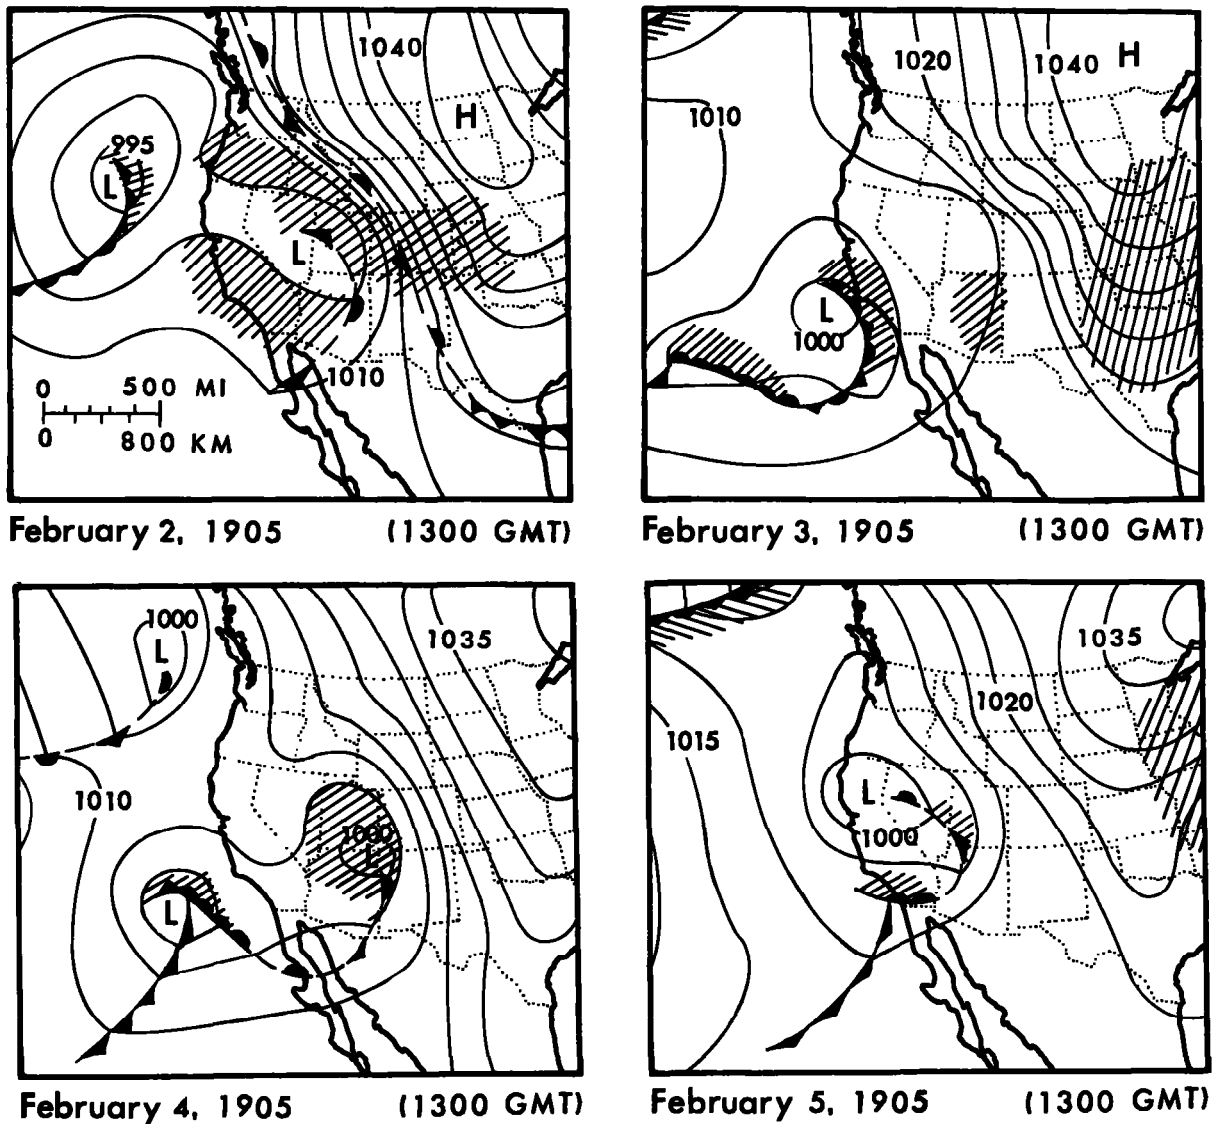 1040
H
995
L
L
1010
0 500 MI
0 800 KM
February 2, 1905 (1300 GMT)
1020
1040
H
1010
L
1000
February 3, 1905 (1300 GMT)
1000
L
1035
1010
1000
L
L
February 4, 1905 (1300 GMT)
1035
1020
1015
L
1000
February 5, 1905 (1300 GMT)